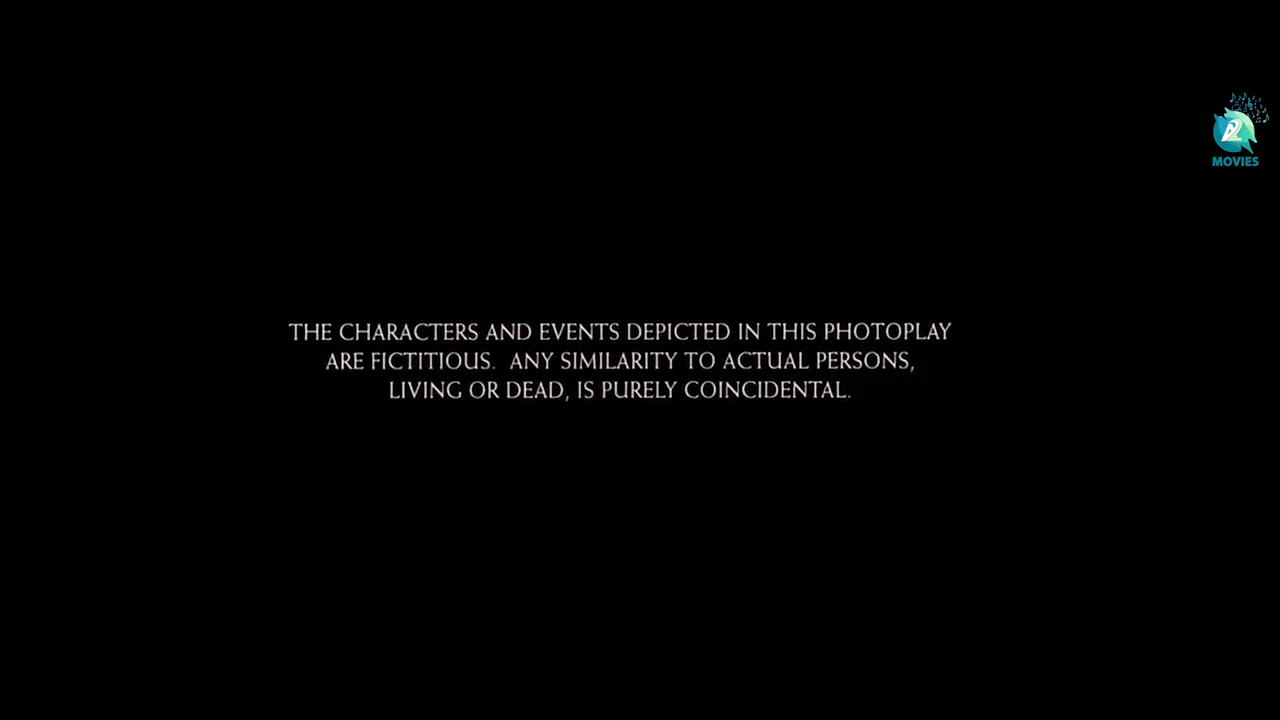 2
MOVIES
THE CHARACTERS AND EVENTS DEPICTED IN THIS PHOTOPLAY
ARE FICTITIOUS. ANY SIMILARITY TO ACTUAL PERSONS,
LIVING OR DEAD, IS PURELY COINCIDENTAL.